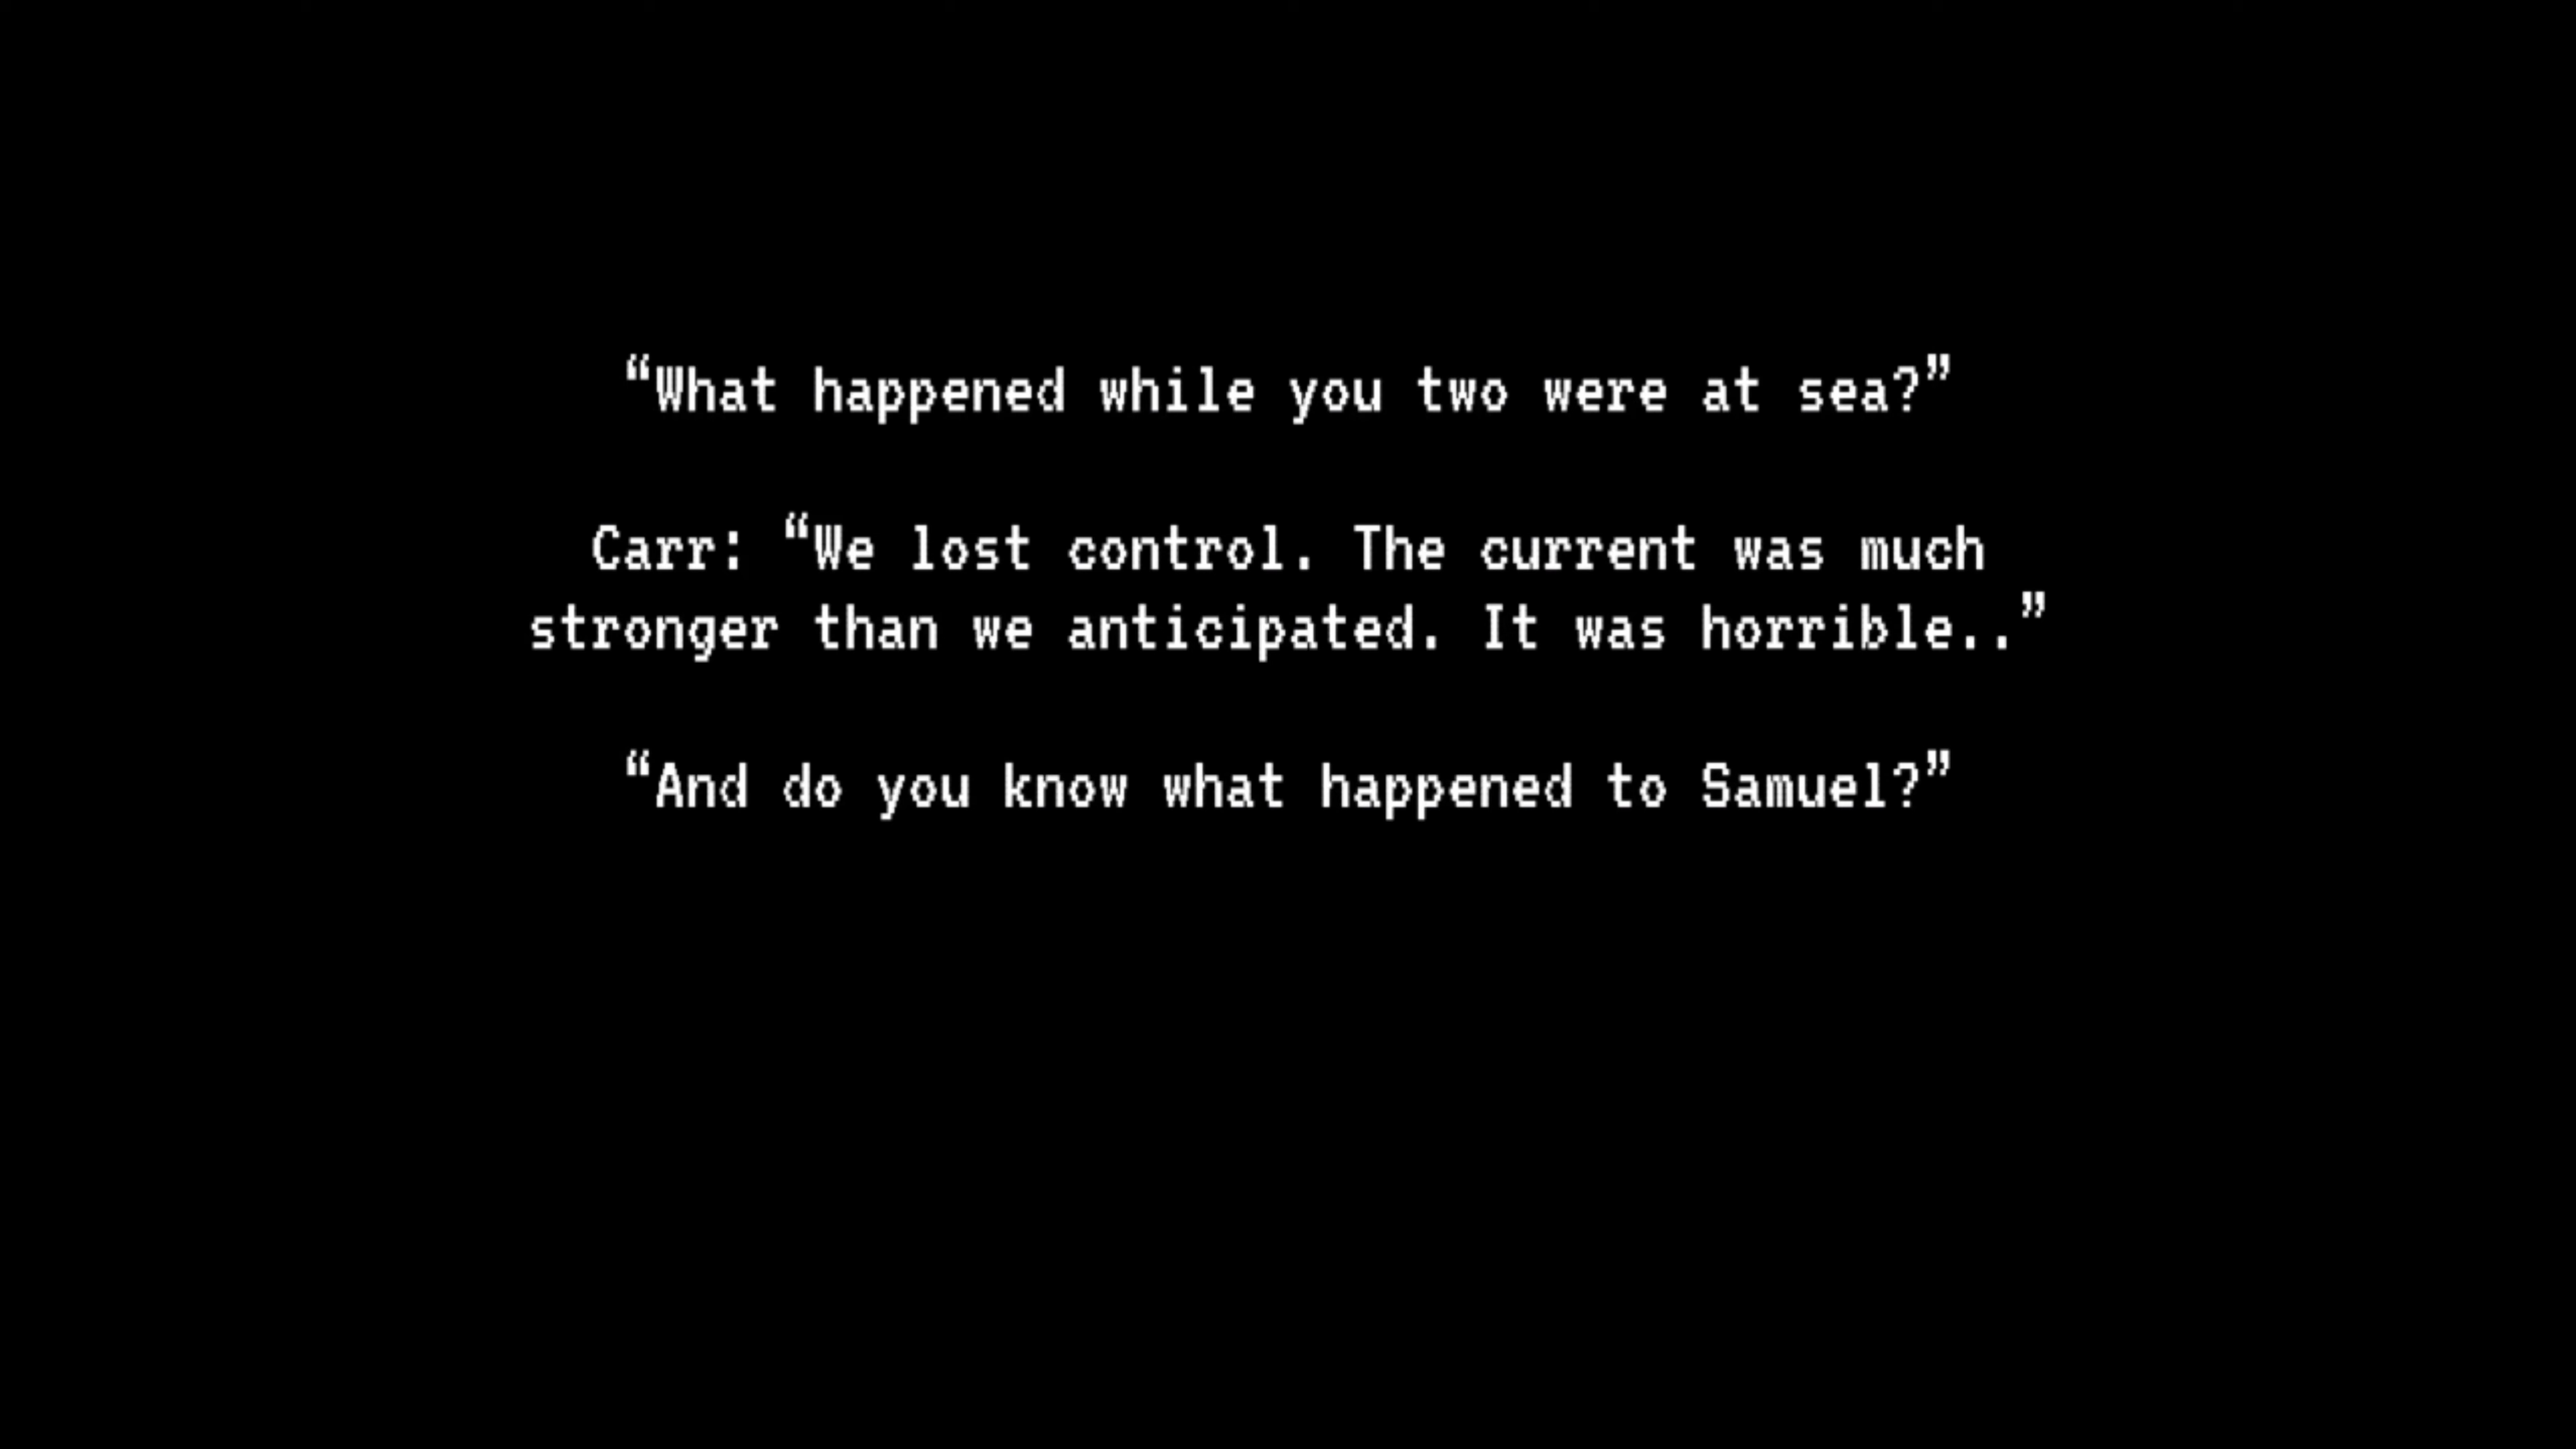 “What happened while you two were at sea?”
Carr: “We lost control. The current was much
stronger than we anticipated. It was horrible..”
“And do you know what happened to Samuel?”